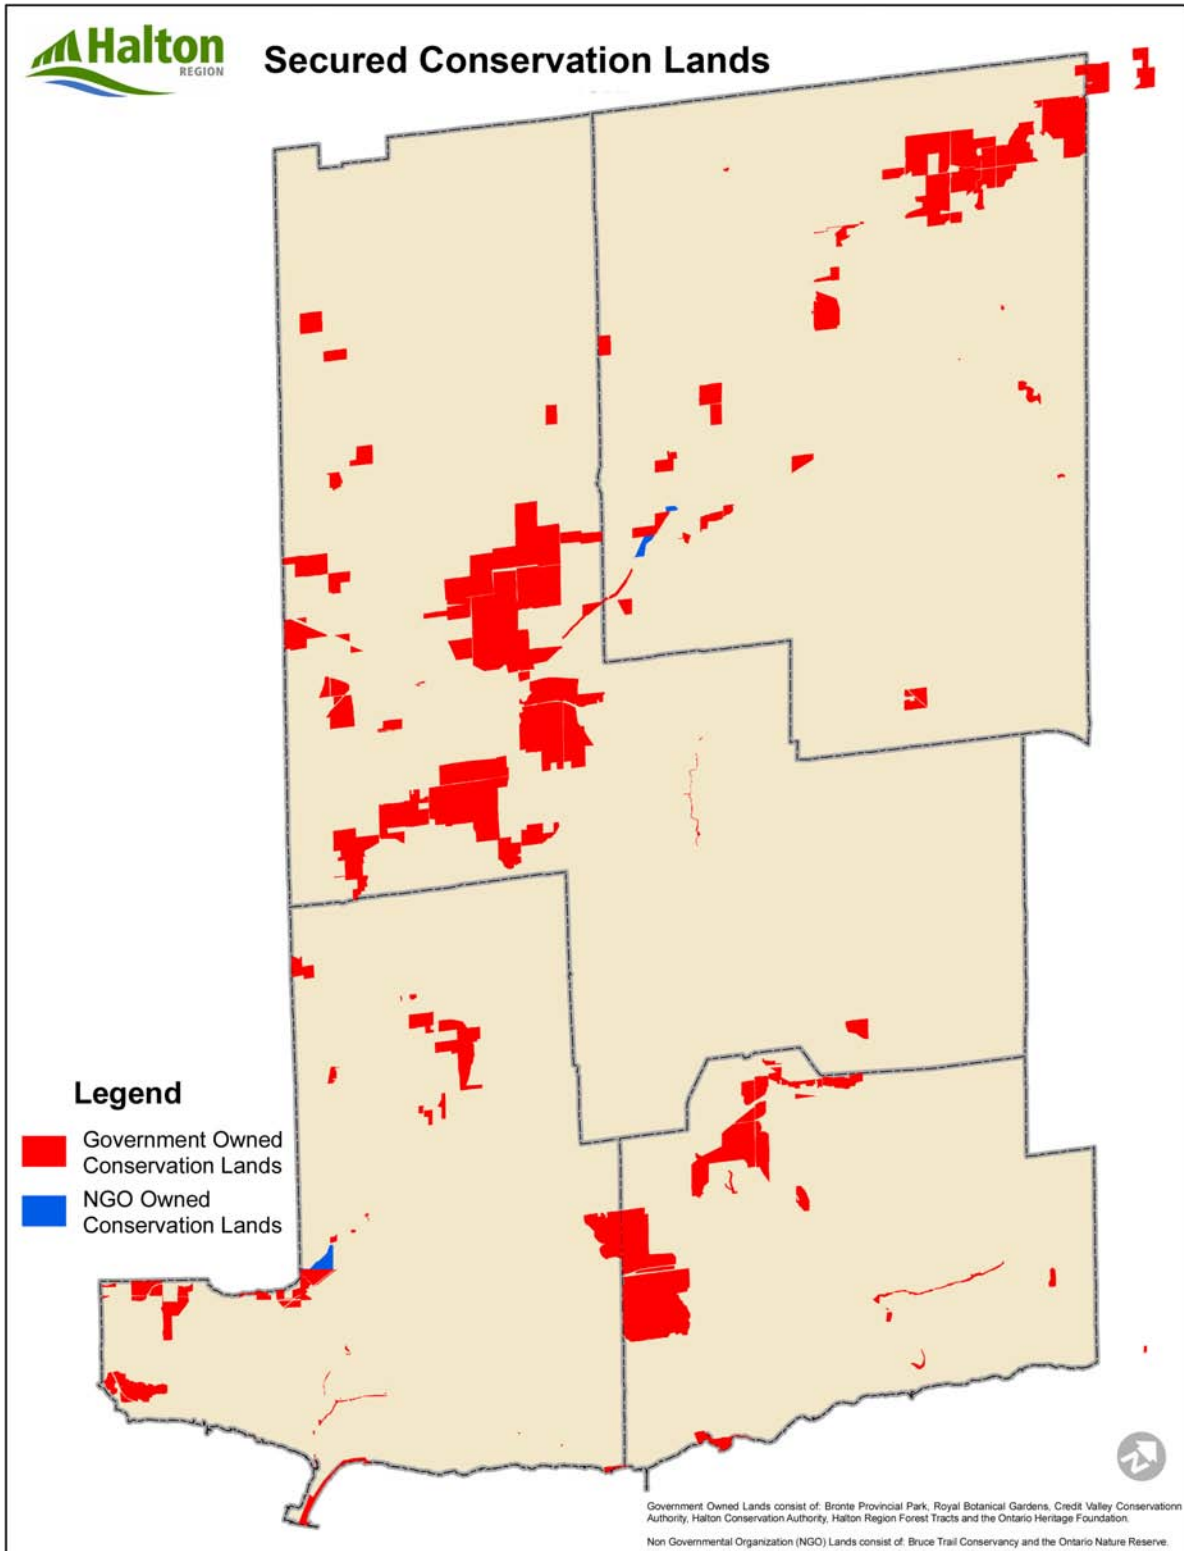 Halton
REGION
Secured Conservation Lands
Legend
Government Owned
Conservation Lands
NGO Owned
Conservation Lands
N
Government Owned Lands consist of: Bronte Provincial Park, Royal Botanical Gardens, Credit Valley Conservationn
Authority, Halton Conservation Authority, Halton Region Forest Tracts and the Ontario Heritage Foundation.
Non Governmental Organization (NGO) Lands consist of: Bruce Trail Conservancy and the Ontario Nature Reserve.